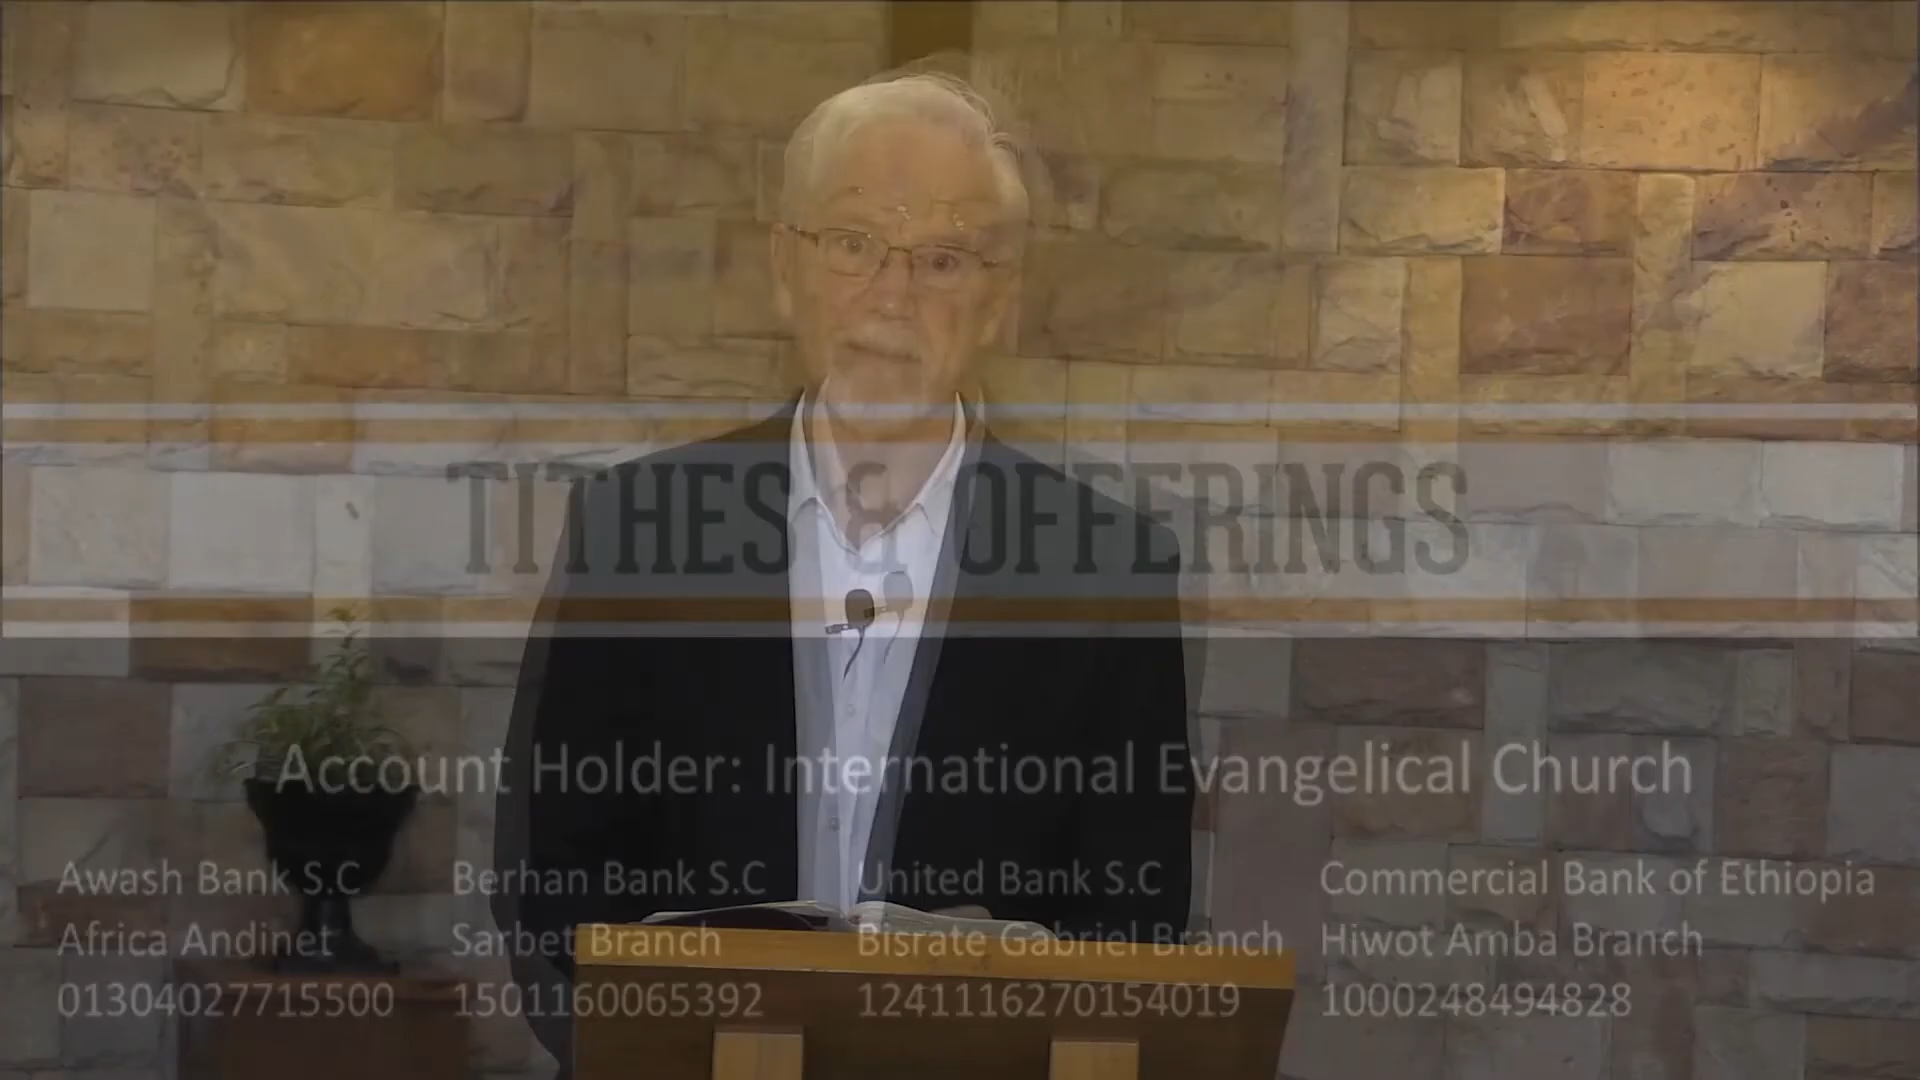 TITHES & OFFERINGS
Account Holder: International Evangelical Church
Awash Bank S.C
Africa Andinet
01304027715500
Berhan Bank S.C
Sarbet Branch
1501160065392
United Bank S.C
Bisrate Gabriel Branch
1241116270154019
Commercial Bank of Ethiopia
Hiwot Amba Branch
1000248494828